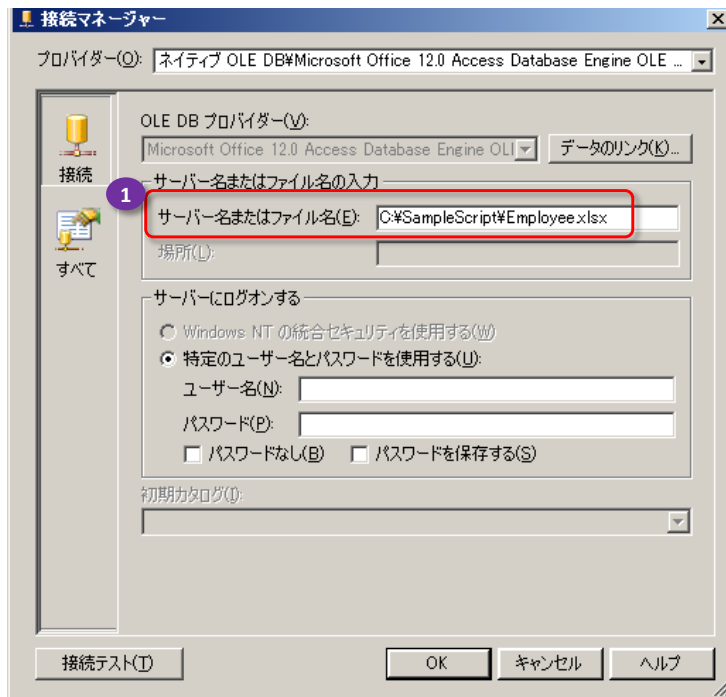 接続マネージャー
プロバイダー(O): ネイティブ OLE DB¥Microsoft Office 12.0 Access Database Engine OLE ...
接続
すべて
OLE DB プロバイダー(V):
Microsoft Office 12.0 Access Database Engine OLI データのリンク(K)...
サーバー名またはファイル名の入力
1
サーバー名またはファイル名(E): C:¥SampleScript¥Employee.xlsx
場所(L):
サーバーにログオンする
Windows NT の統合セキュリティを使用する(W)
特定のユーザー名とパスワードを使用する(U):
ユーザー名(N):
パスワード(P):
パスワードなし(B) パスワードを保存する(S)
初期カタログ(I):
接続テスト(T) OK キャンセル ヘルプ